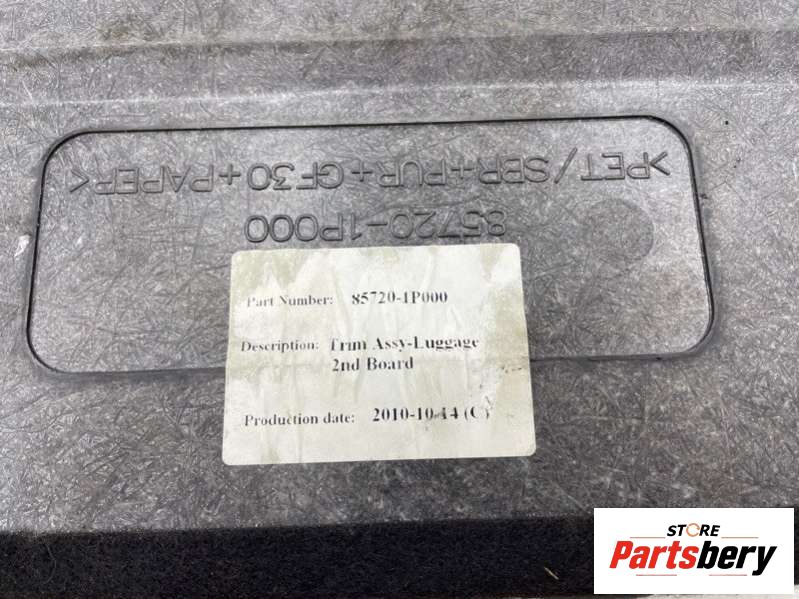 85720-1P000
>PET/SBR+PUR+GF30+PAPER<
Part Number: 85720-1P000
Description: Trim Assy-Luggage
2nd Board
Production date: 2010-10-14 (C)
STORE
Partsbery